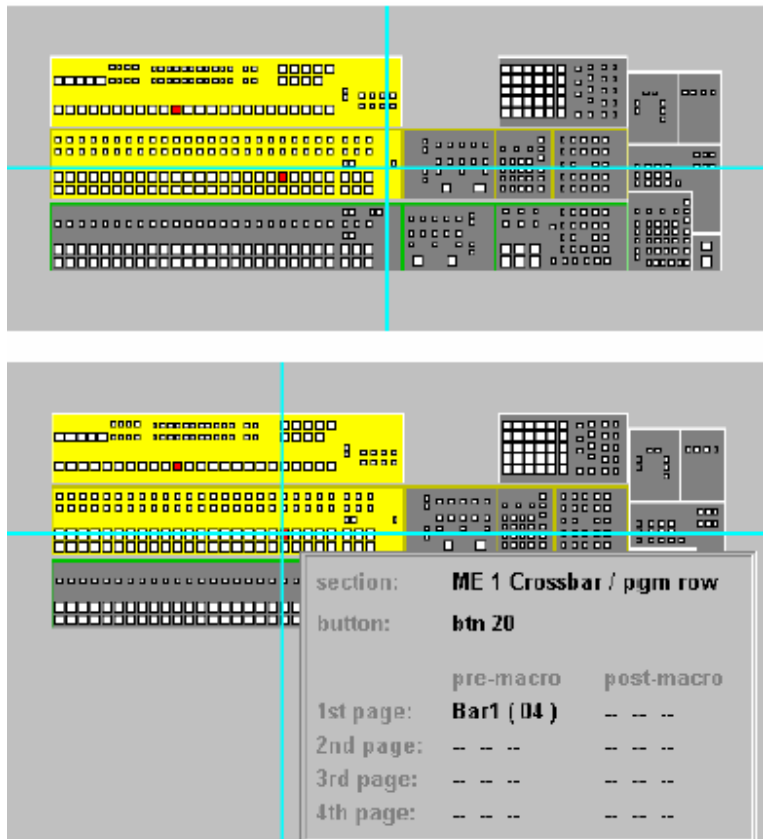 section: ME 1 Crossbar / pgm row
button: btn 20
pre-macro post-macro
1st page: Bar1 ( 04 ) -- -- --
2nd page: -- -- -- -- -- --
3rd page: -- -- -- -- -- --
4th page: -- -- -- -- -- --